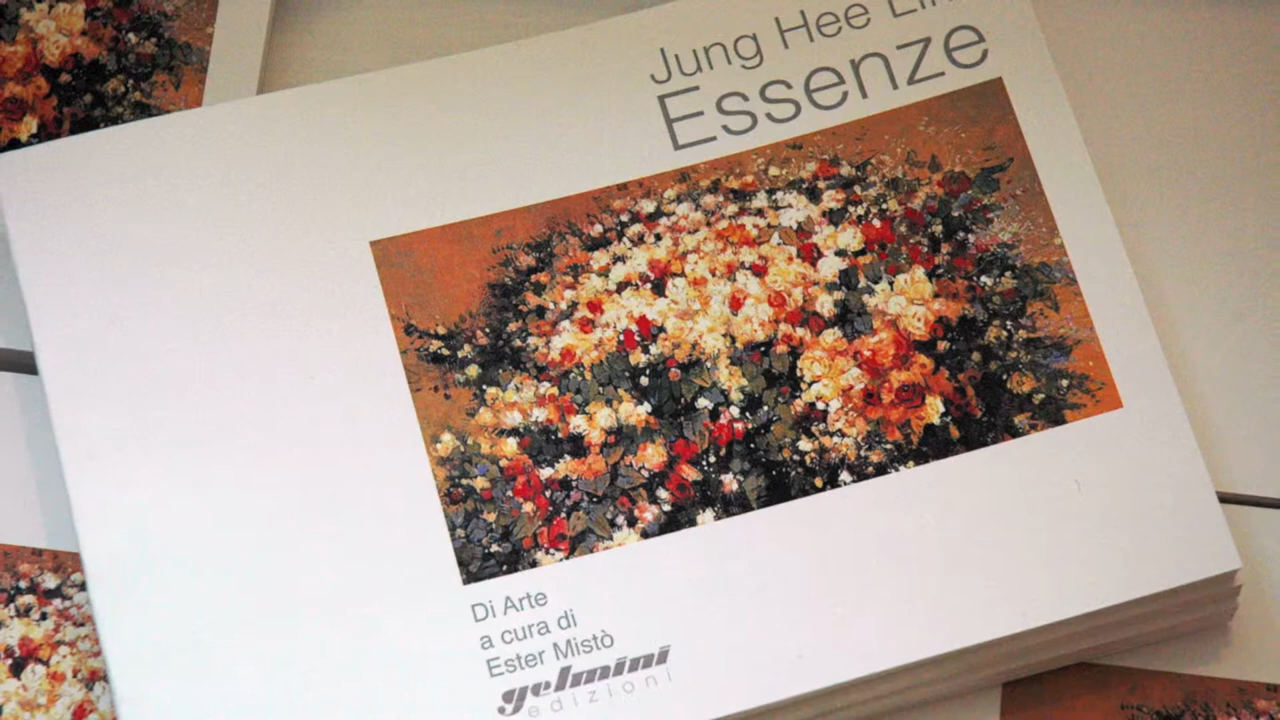 Jung Hee
Essenze
Di Arte
a cura di
Ester Mistò
gelmini
edizioni